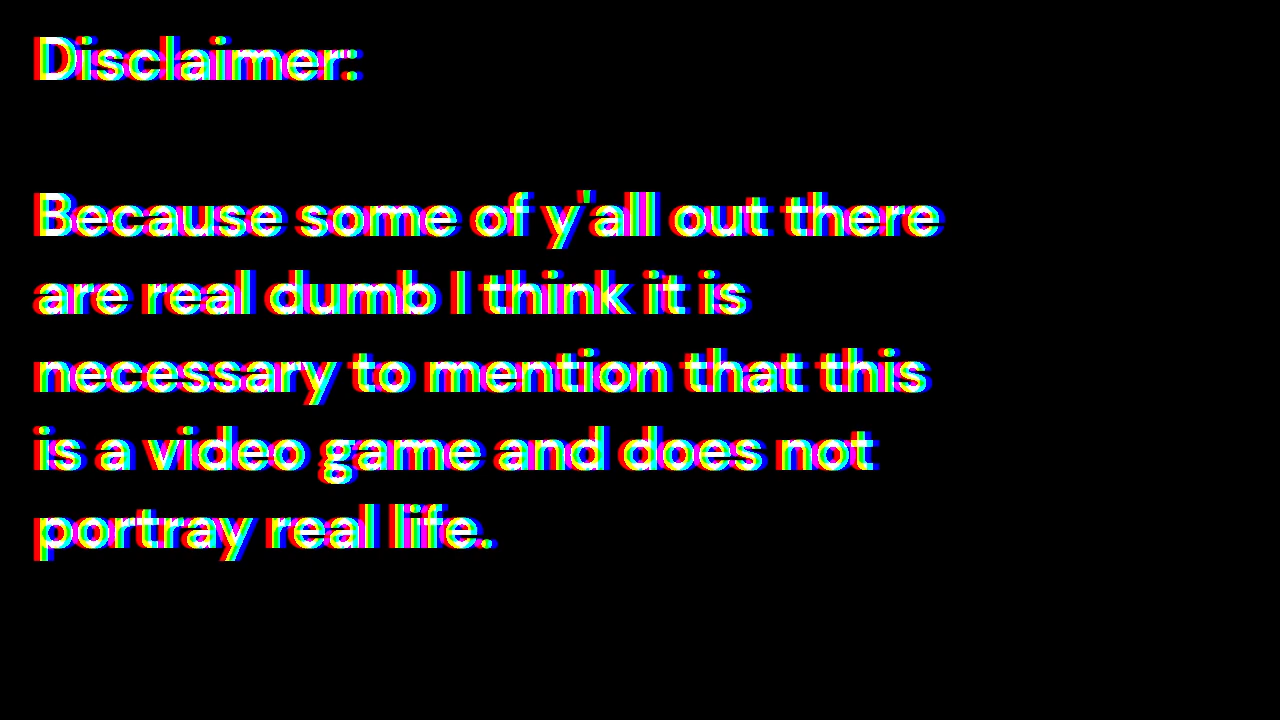 Disclaimer:
Because some of y'all out there
are real dumb I think it is
necessary to mention that this
is a video game and does not
portray real life.